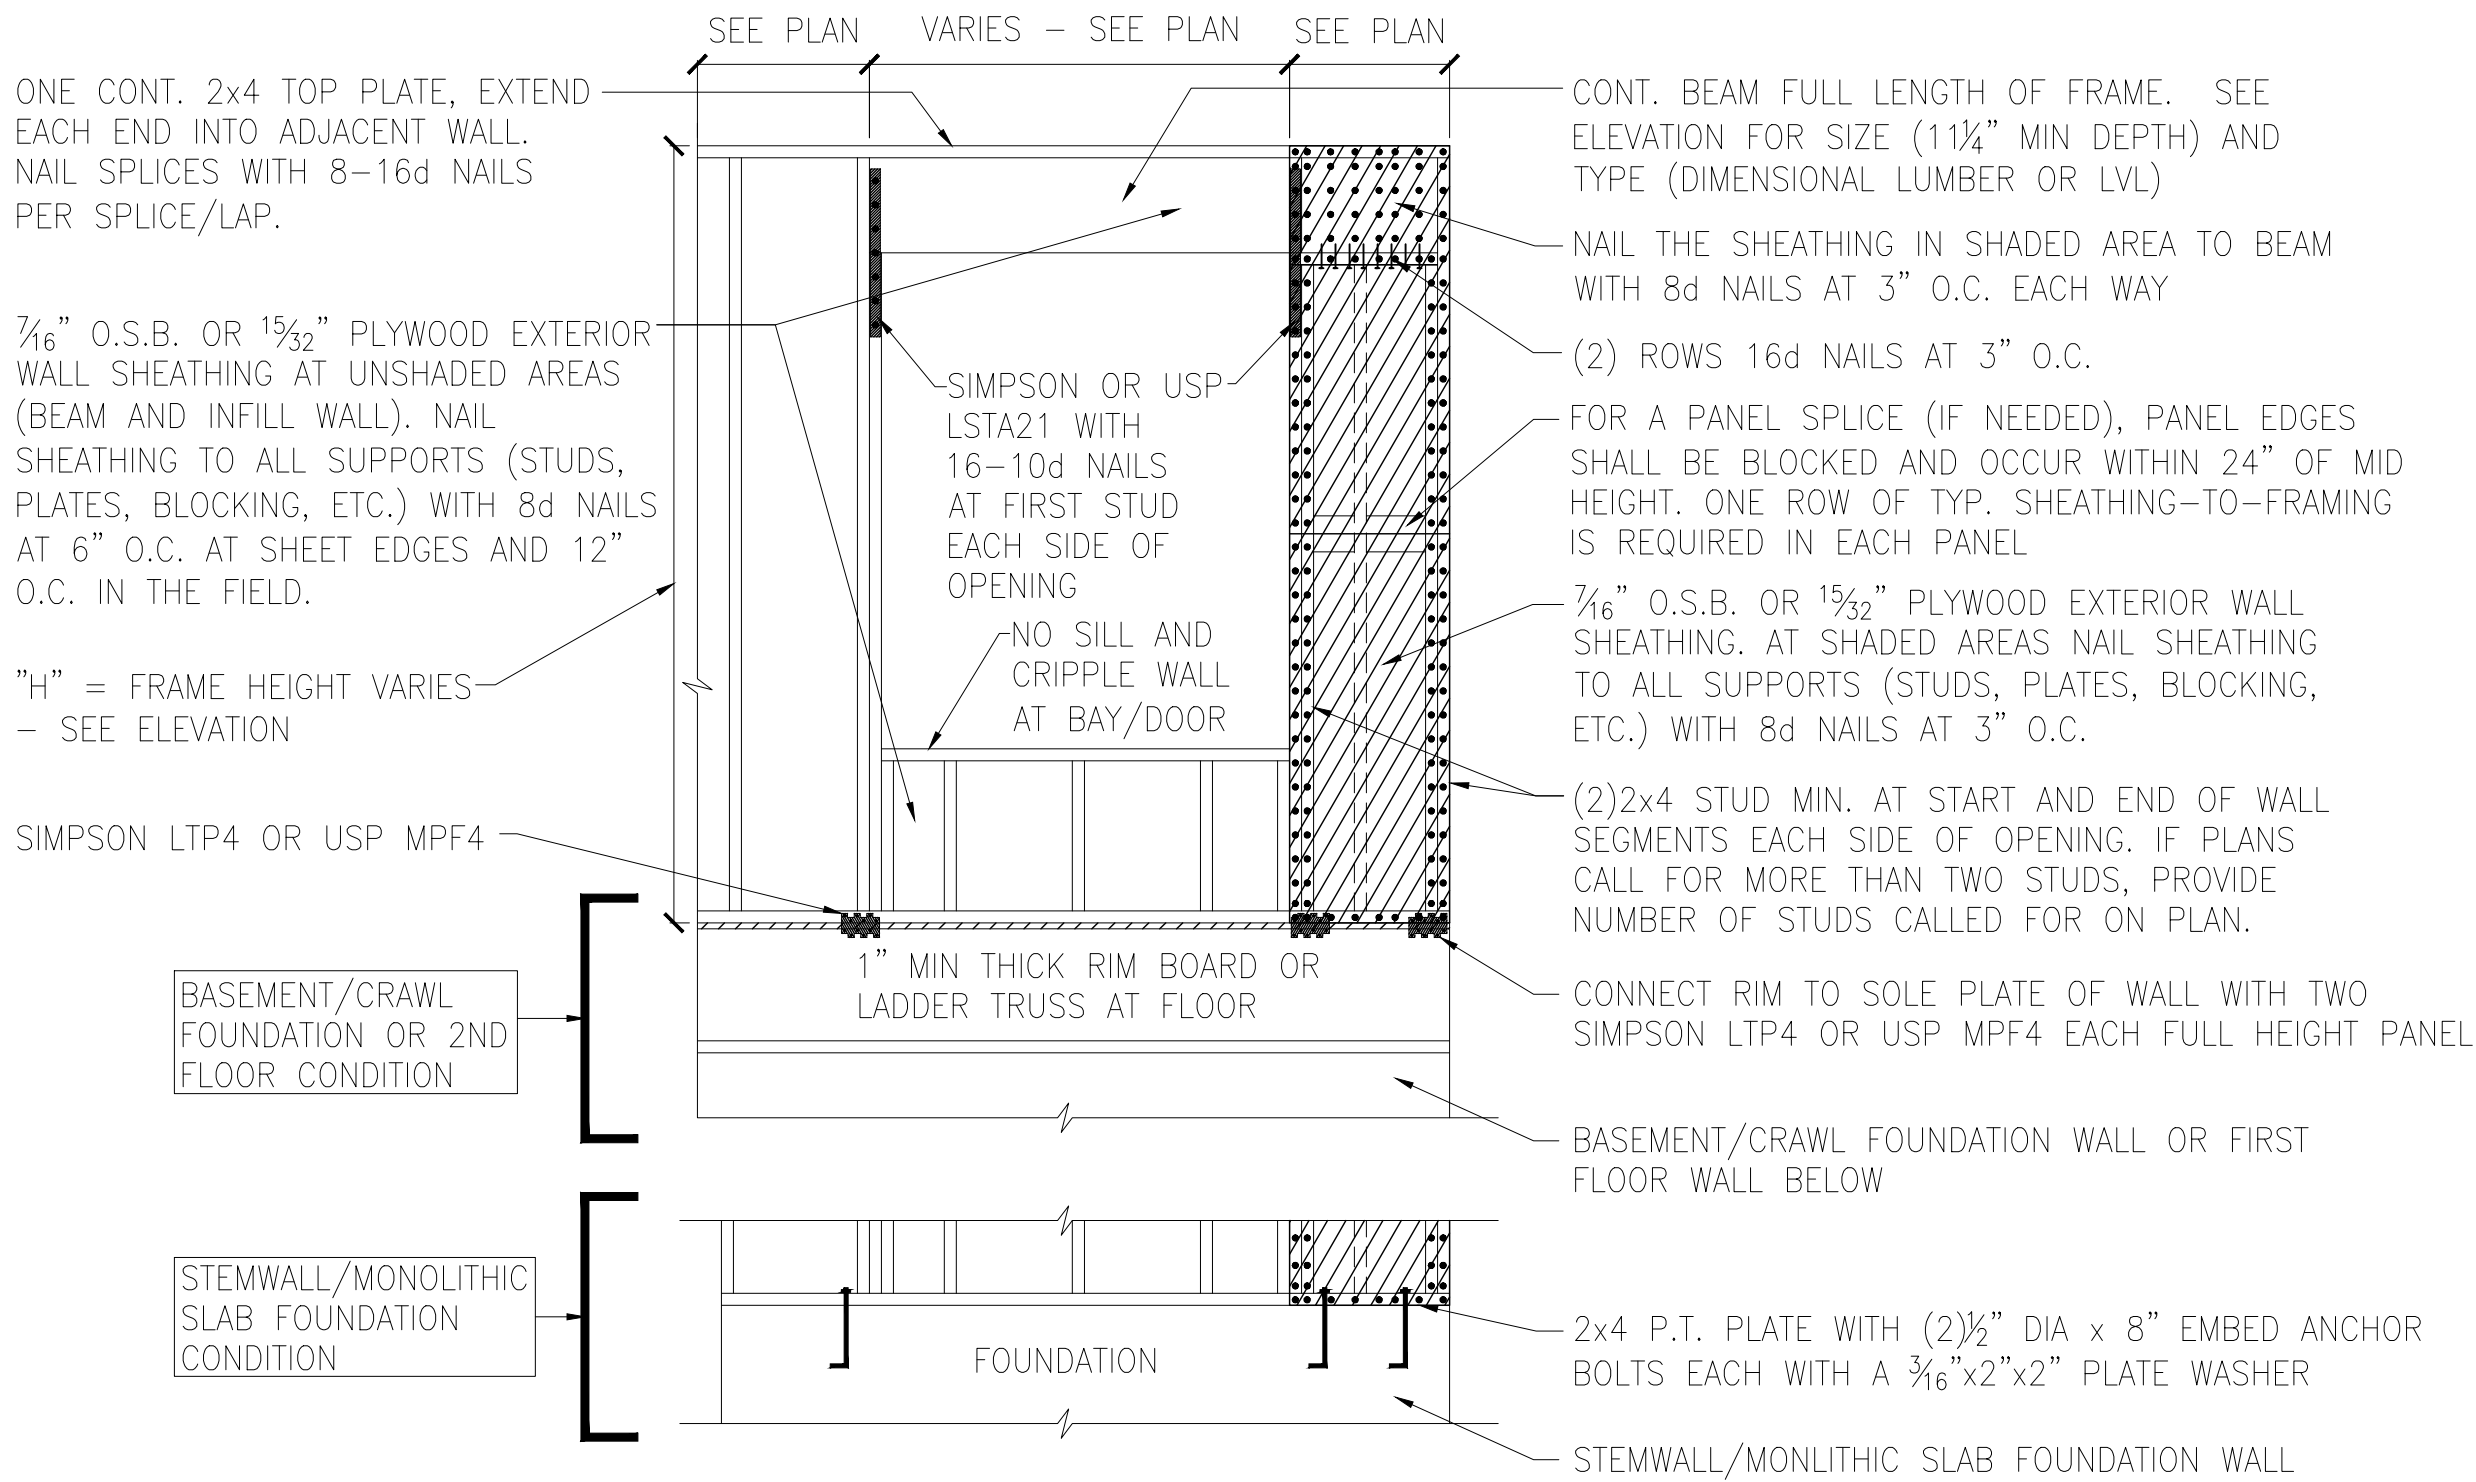 SEE PLAN
VARIES – SEE PLAN
SEE PLAN
ONE CONT. 2x4 TOP PLATE, EXTEND
EACH END INTO ADJACENT WALL.
NAIL SPLICES WITH 8–16d NAILS
PER SPLICE/LAP.
7/16" O.S.B. OR 15/32" PLYWOOD EXTERIOR
WALL SHEATHING AT UNSHADED AREAS
(BEAM AND INFILL WALL). NAIL
SHEATHING TO ALL SUPPORTS (STUDS,
PLATES, BLOCKING, ETC.) WITH 8d NAILS
AT 6" O.C. AT SHEET EDGES AND 12"
O.C. IN THE FIELD.
"H" = FRAME HEIGHT VARIES
– SEE ELEVATION
SIMPSON LTP4 OR USP MPF4
BASEMENT/CRAWL
FOUNDATION OR 2ND
FLOOR CONDITION
STEMWALL/MONOLITHIC
SLAB FOUNDATION
CONDITION
SIMPSON OR USP
LSTA21 WITH
16–10d NAILS
AT FIRST STUD
EACH SIDE OF
OPENING
NO SILL AND
CRIPPLE WALL
AT BAY/DOOR
1" MIN THICK RIM BOARD OR
LADDER TRUSS AT FLOOR
FOUNDATION
CONT. BEAM FULL LENGTH OF FRAME.  SEE
ELEVATION FOR SIZE (11 1/4" MIN DEPTH) AND
TYPE (DIMENSIONAL LUMBER OR LVL)
NAIL THE SHEATHING IN SHADED AREA TO BEAM
WITH 8d NAILS AT 3" O.C. EACH WAY
(2) ROWS 16d NAILS AT 3" O.C.
FOR A PANEL SPLICE (IF NEEDED), PANEL EDGES
SHALL BE BLOCKED AND OCCUR WITHIN 24" OF MID
HEIGHT. ONE ROW OF TYP. SHEATHING–TO–FRAMING
IS REQUIRED IN EACH PANEL
7/16" O.S.B. OR 15/32" PLYWOOD EXTERIOR WALL
SHEATHING. AT SHADED AREAS NAIL SHEATHING
TO ALL SUPPORTS (STUDS, PLATES, BLOCKING,
ETC.) WITH 8d NAILS AT 3" O.C.
(2)2x4 STUD MIN. AT START AND END OF WALL
SEGMENTS EACH SIDE OF OPENING. IF PLANS
CALL FOR MORE THAN TWO STUDS, PROVIDE
NUMBER OF STUDS CALLED FOR ON PLAN.
CONNECT RIM TO SOLE PLATE OF WALL WITH TWO
SIMPSON LTP4 OR USP MPF4 EACH FULL HEIGHT PANEL
BASEMENT/CRAWL FOUNDATION WALL OR FIRST
FLOOR WALL BELOW
2x4 P.T. PLATE WITH (2)1/2" DIA x 8" EMBED ANCHOR
BOLTS EACH WITH A 3/16"x2"x2" PLATE WASHER
STEMWALL/MONLITHIC SLAB FOUNDATION WALL